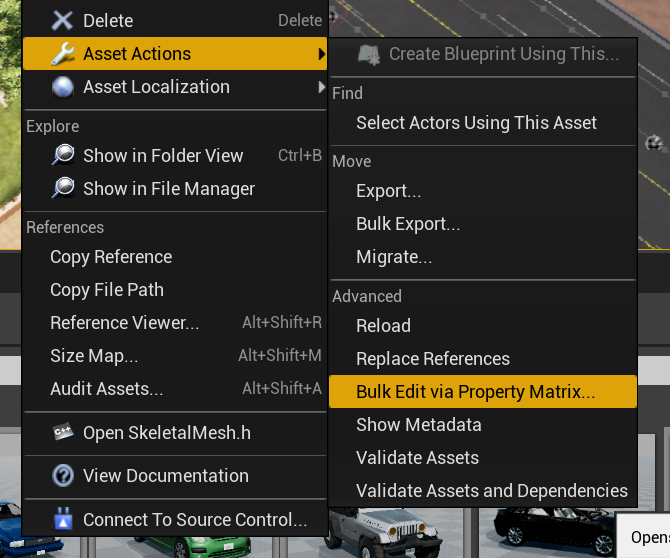 Delete Delete
Asset Actions
Asset Localization
Explore
Show in Folder View Ctrl+B
Show in File Manager
References
Copy Reference
Copy File Path
Reference Viewer... Alt+Shift+R
Size Map... Alt+Shift+M
Audit Assets... Alt+Shift+A
Open SkeletalMesh.h
View Documentation
Connect To Source Control...
Create Blueprint Using This...
Find
Select Actors Using This Asset
Move
Export...
Bulk Export...
Migrate...
Advanced
Reload
Replace References
Bulk Edit via Property Matrix...
Show Metadata
Validate Assets
Validate Assets and Dependencies